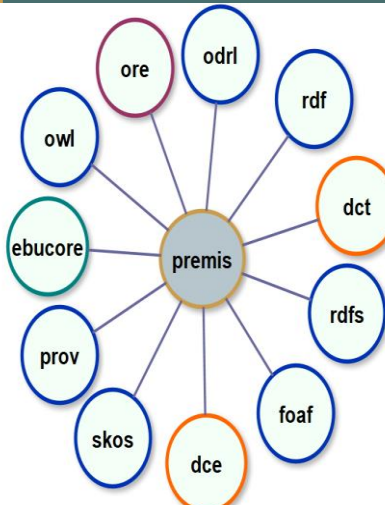 odrl
ore
rdf
owl
dct
ebucore
premis
rdfs
prov
foaf
skos
dce